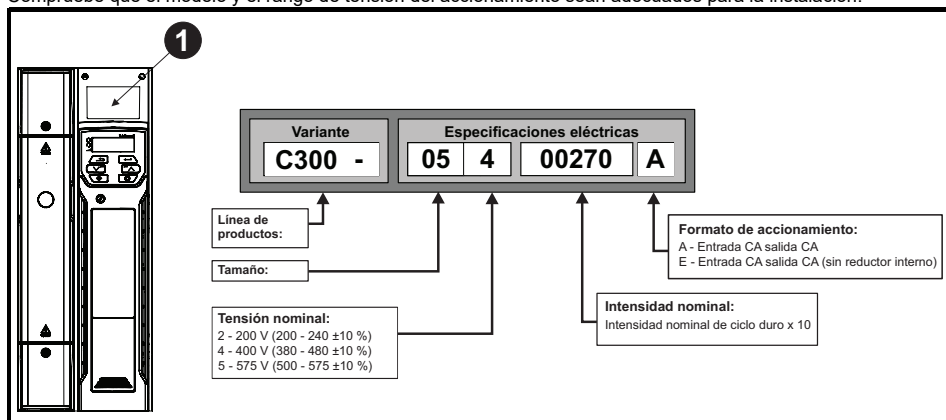 Compruebe que el modelo y el rango de tensión del accionamiento sean adecuados para la instalación.
1
Variante
Especificaciones eléctricas
C300 -
05 4 00270 A
Línea de
productos:
Tamaño:
Tensión nominal:
2 - 200 V (200 - 240 ±10 %)
4 - 400 V (380 - 480 ±10 %)
5 - 575 V (500 - 575 ±10 %)
Formato de accionamiento:
A - Entrada CA salida CA
E - Entrada CA salida CA (sin reductor interno)
Intensidad nominal:
Intensidad nominal de ciclo duro x 10